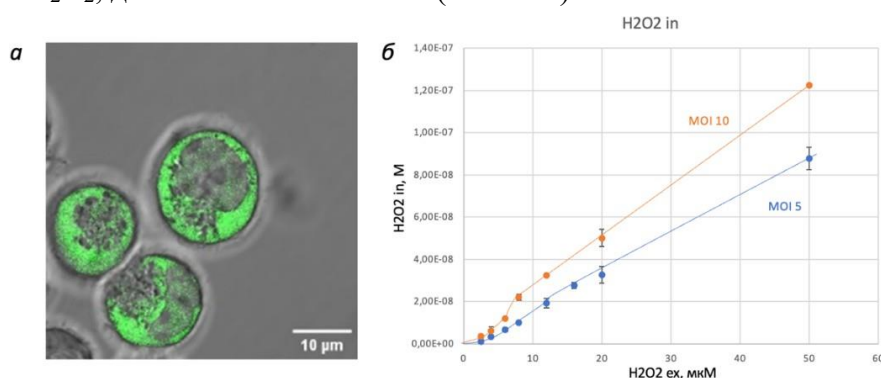 H2O2 in
а
б
1,40E-07
1,20E-07
1,00E-07
8,00E-08
6,00E-08
4,00E-08
2,00E-08
0,00E+00
H2O2 in, М
MOI 10
MOI 5
10 µm
0 10 20 30 40 50 60
H2O2 ex, мкМ